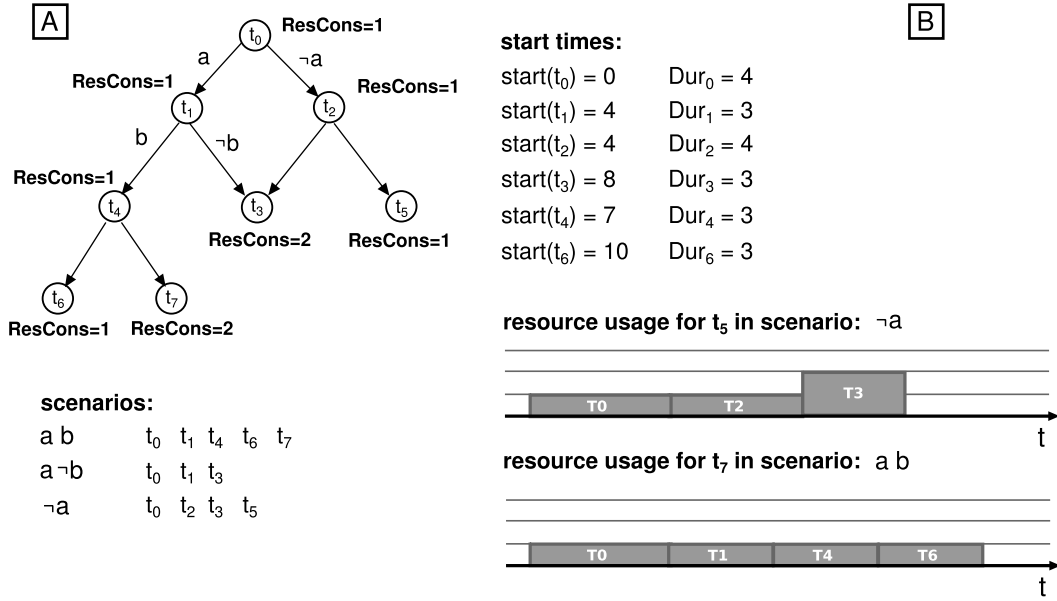 A
B
t₀
ResCons=1
a
¬a
ResCons=1
ResCons=1
t₁
t₂
b
¬b
ResCons=1
t₄
t₃
t₅
ResCons=2
ResCons=1
t₆
t₇
ResCons=1
ResCons=2
scenarios:
a b t₀ t₁ t₄ t₆ t₇
a ¬b t₀ t₁ t₃
¬a t₀ t₂ t₃ t₅
start times:
start(t₀) = 0 Dur₀ = 4
start(t₁) = 4 Dur₁ = 3
start(t₂) = 4 Dur₂ = 4
start(t₃) = 8 Dur₃ = 3
start(t₄) = 7 Dur₄ = 3
start(t₆) = 10 Dur₆ = 3
resource usage for t₅ in scenario: ¬a
T0 T2 T3
t
resource usage for t₇ in scenario: a b
T0 T1 T4 T6
t